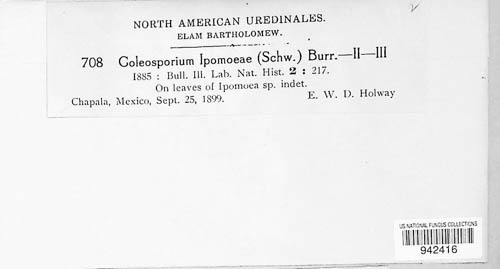 NORTH AMERICAN UREDINALES.
ELAM BARTHOLOMEW.
708 Coleosporium Ipomoeae (Schw.) Burr.—II—III
1885 : Bull. Ill. Lab. Nat. Hist. 2 : 217.
On leaves of Ipomoea sp. indet.
Chapala, Mexico, Sept. 25, 1899. E. W. D. Holway
US NATIONAL FUNGUS COLLECTIONS
942416